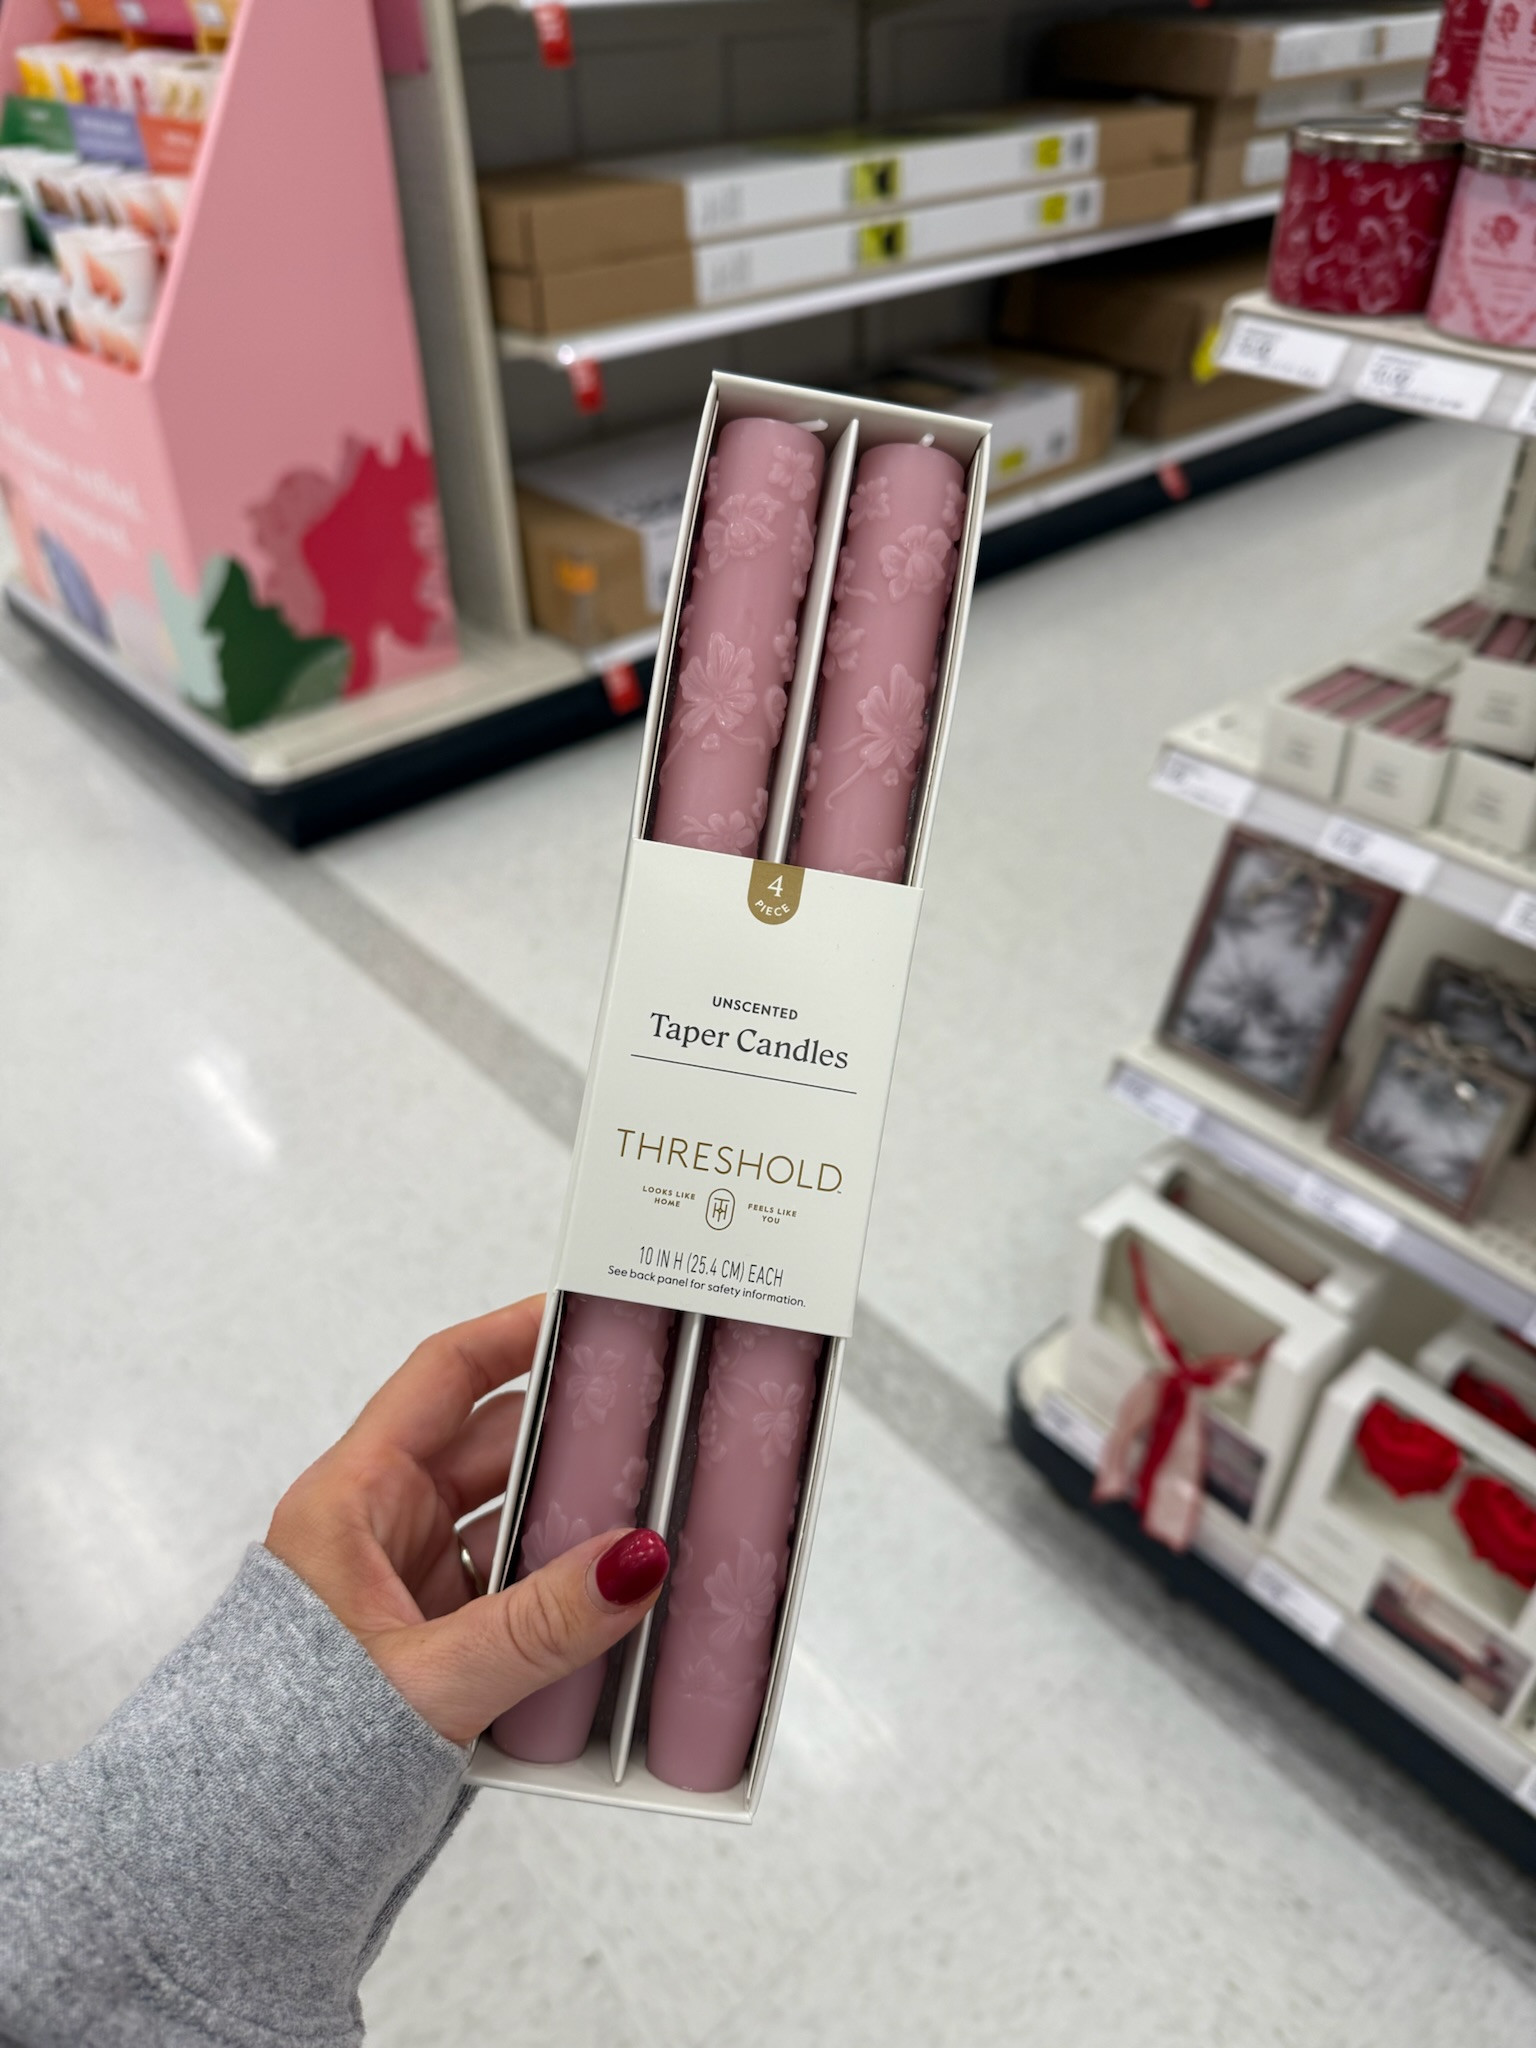 4
PIECE
UNSCENTED
Taper Candles
THRESHOLD™
LOOKS LIKE
HOME
FEELS LIKE
YOU
10 IN H (25.4 CM) EACH
See back panel for safety information.